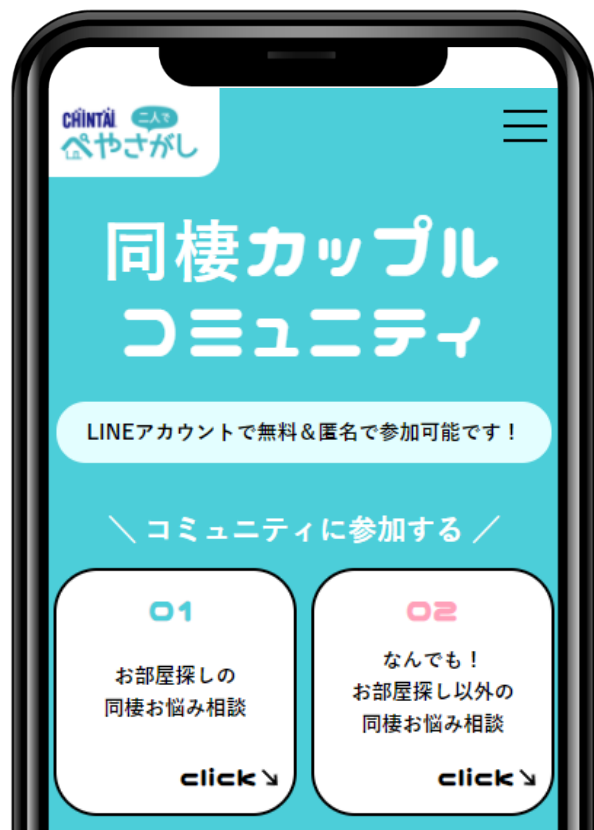 CHINTAI 二人で
ぺやさがし
同棲カップル
コミュニティ
LINEアカウントで無料＆匿名で参加可能です！
＼ コミュニティに参加する ／
01
お部屋探しの
同棲お悩み相談
click↘
02
なんでも！
お部屋探し以外の
同棲お悩み相談
click↘